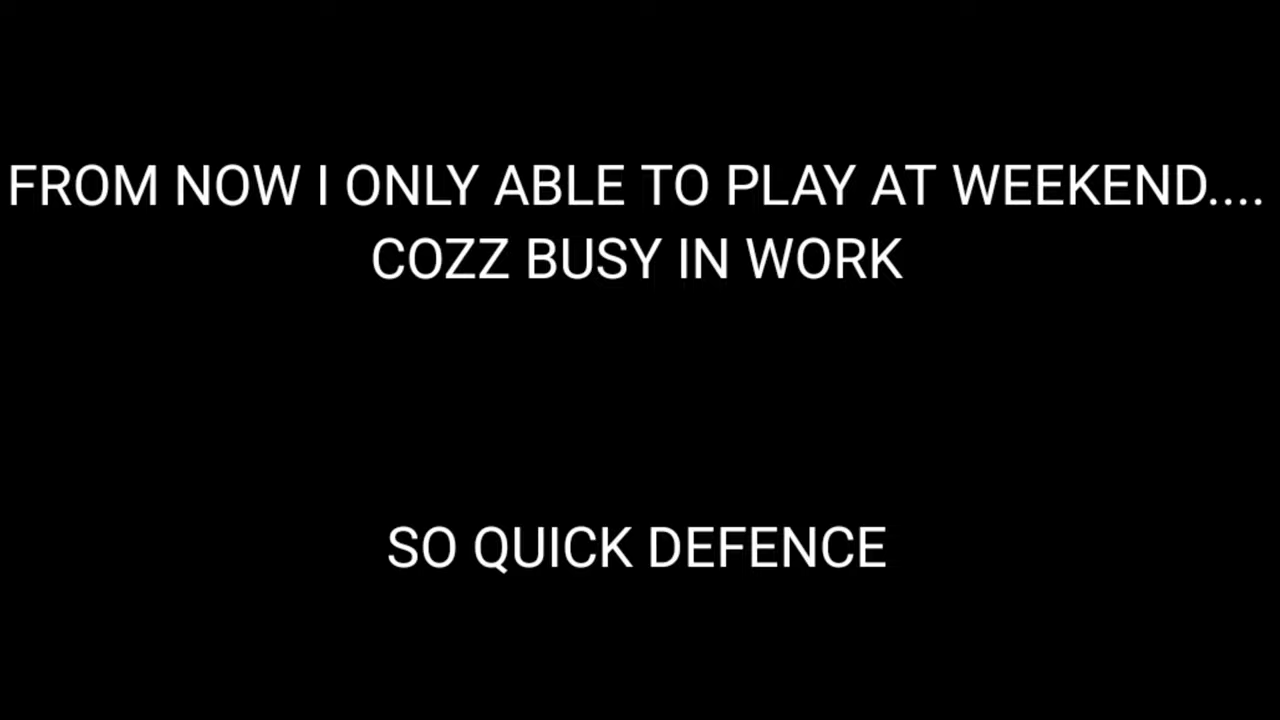 FROM NOW I ONLY ABLE TO PLAY AT WEEKEND....
COZZ BUSY IN WORK
SO QUICK DEFENCE